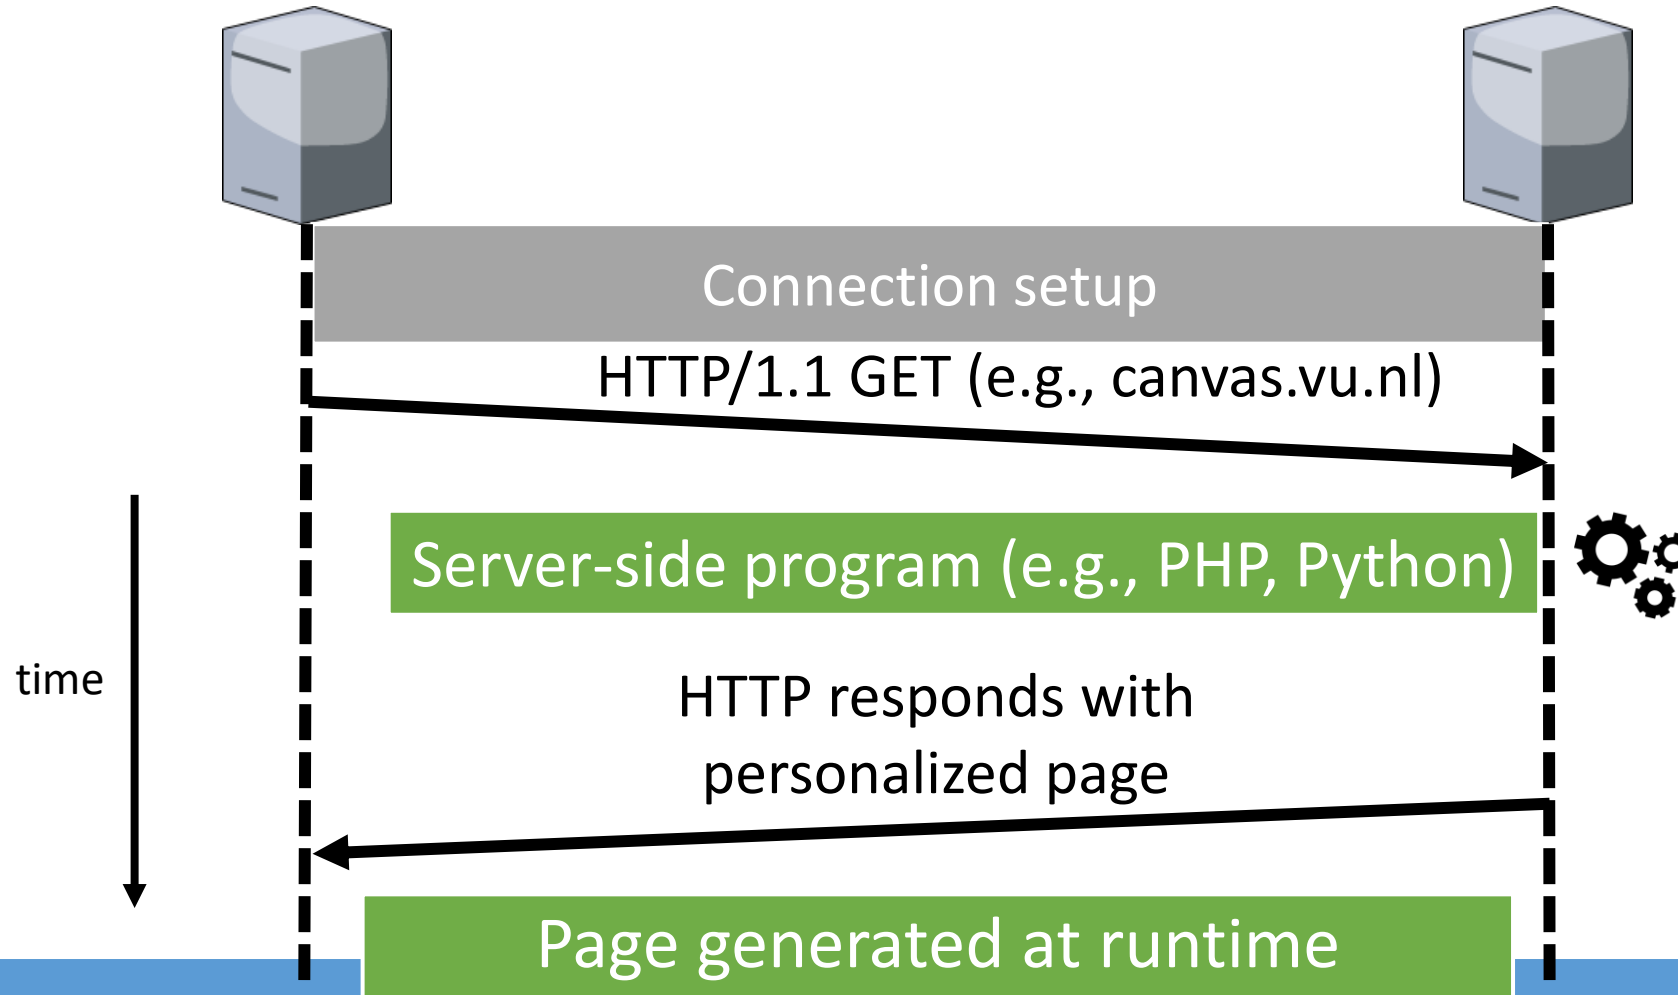 Connection setup
HTTP/1.1 GET (e.g., canvas.vu.nl)
Server-side program (e.g., PHP, Python)
time
HTTP responds with
personalized page
Page generated at runtime